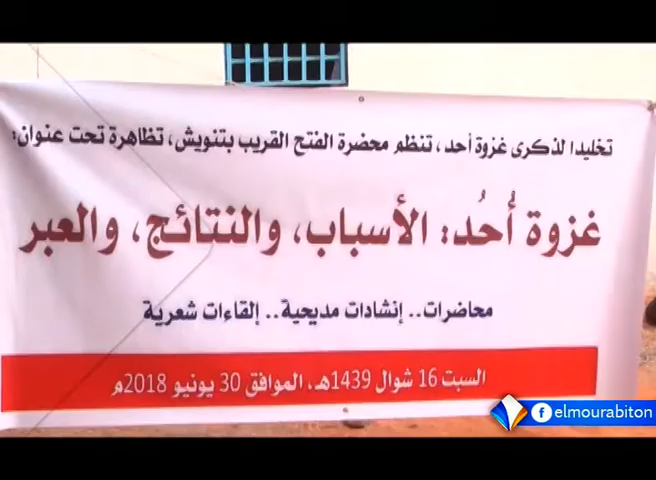 تخليدا لذكرى غزوة أحد، تنظم محضرة الفتح القريب بتنويش، تظاهرة تحت عنوان:
غزوة أُحُد: الأسباب، والنتائج، والعبر
محاضرات.. إنشادات مديحية.. إلقاءات شعرية
السبت 16 شوال 1439هـ، الموافق 30 يونيو 2018م
elmourabiton